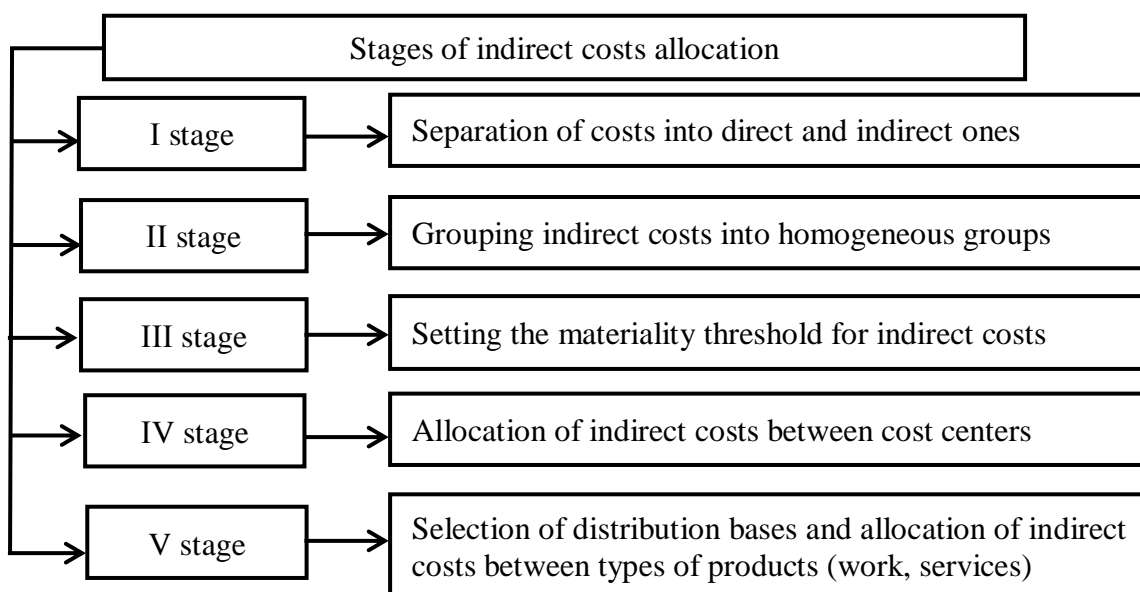 Stages of indirect costs allocation
I stage
Separation of costs into direct and indirect ones
II stage
Grouping indirect costs into homogeneous groups
III stage
Setting the materiality threshold for indirect costs
IV stage
Allocation of indirect costs between cost centers
V stage
Selection of distribution bases and allocation of indirect
costs between types of products (work, services)